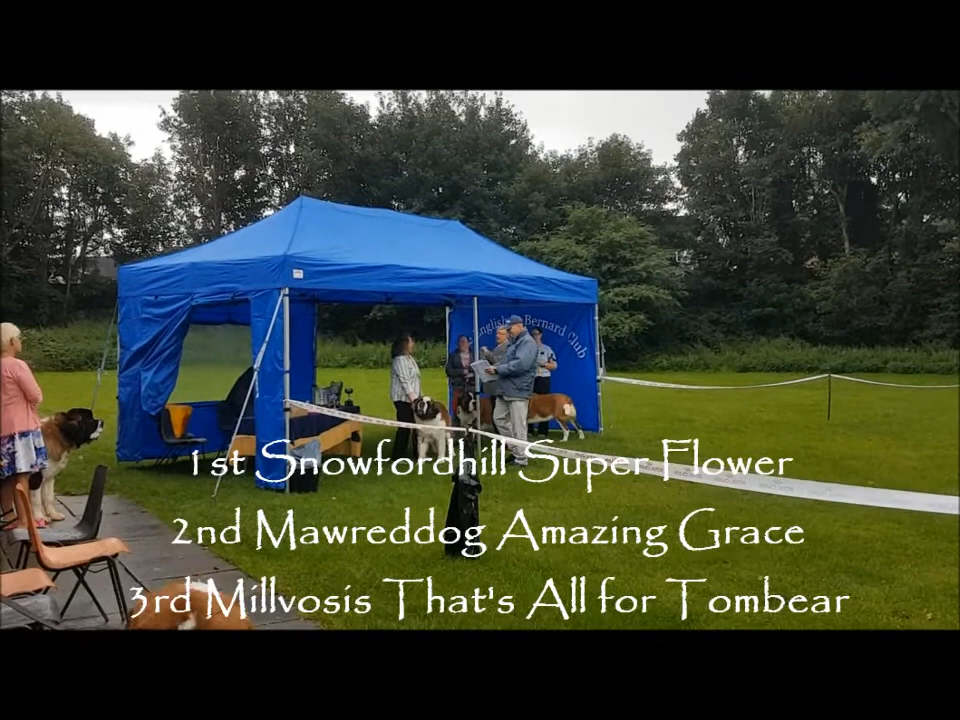 English St Bernard Club
1st Snowfordhill Super Flower
2nd Mawreddog Amazing Grace
3rd Millvosis That's All for Tombear